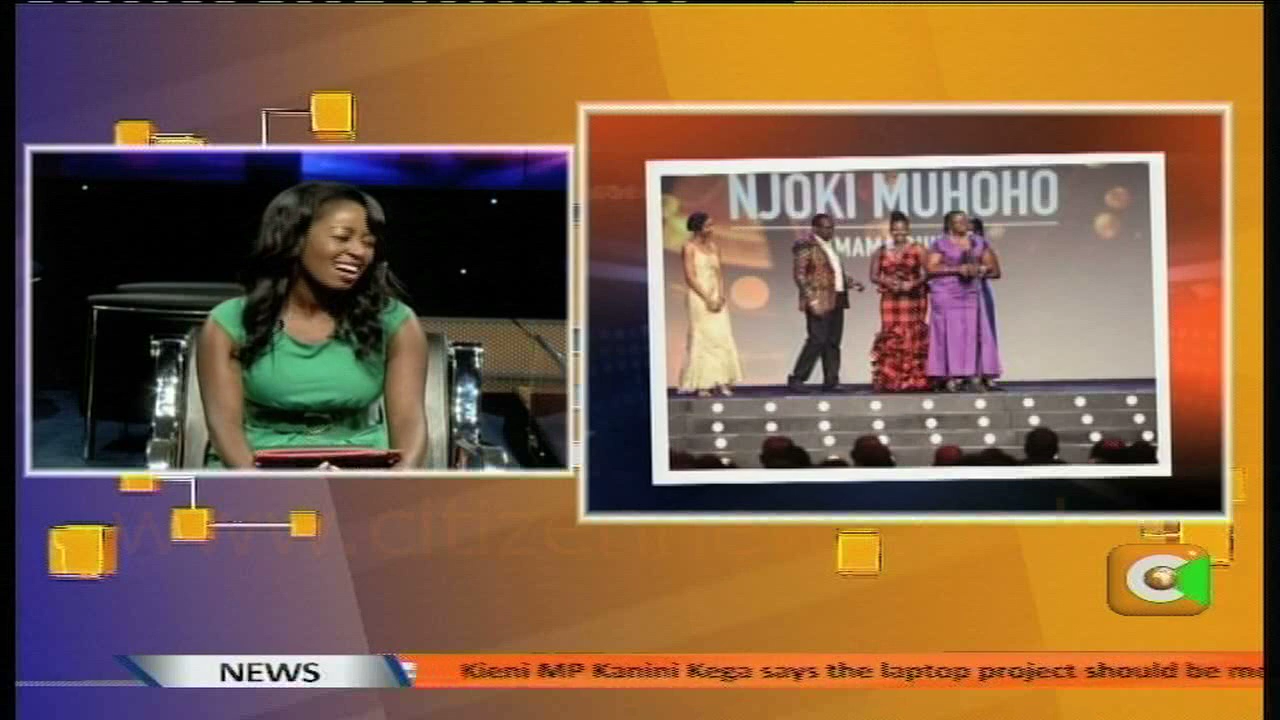 NJOKI MUHOHO
NEWS
Kieni MP Kanini Kega says the laptop project should be